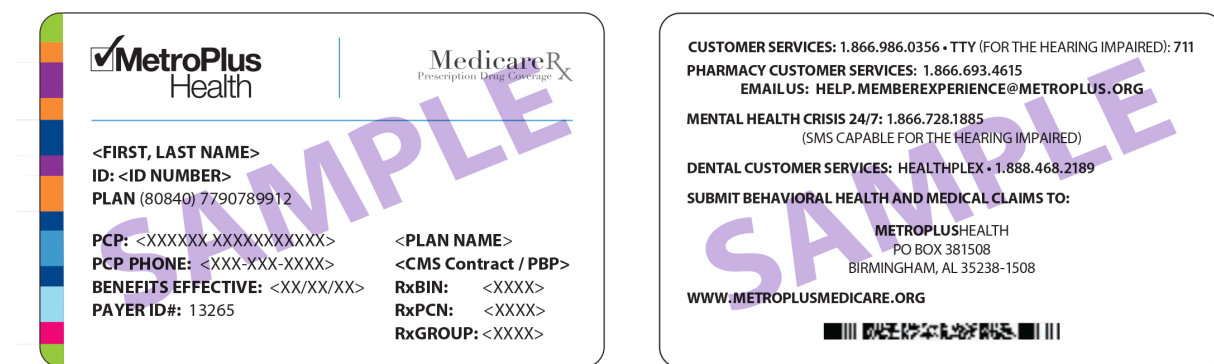 MetroPlus
Health
MedicareRx
Prescription Drug Coverage
<FIRST, LAST NAME>
ID: <ID NUMBER>
PLAN (80840) 7790789912
PCP: <XXXXXX XXXXXXXXXXX>
PCP PHONE: <XXX-XXX-XXXX>
BENEFITS EFFECTIVE: <XX/XX/XX>
PAYER ID#: 13265
<PLAN NAME>
<CMS Contract / PBP>
RxBIN: <XXXX>
RxPCN: <XXXX>
RxGROUP: <XXXX>
SAMPLE
CUSTOMER SERVICES: 1.866.986.0356 • TTY (FOR THE HEARING IMPAIRED): 711
PHARMACY CUSTOMER SERVICES: 1.866.693.4615
EMAIL US: HELP.MEMBEREXPERIENCE@METROPLUS.ORG
MENTAL HEALTH CRISIS 24/7: 1.866.728.1885
(SMS CAPABLE FOR THE HEARING IMPAIRED)
DENTAL CUSTOMER SERVICES: HEALTHPLEX • 1.888.468.2189
SUBMIT BEHAVIORAL HEALTH AND MEDICAL CLAIMS TO:
METROPLUSHEALTH
PO BOX 381508
BIRMINGHAM, AL 35238-1508
WWW.METROPLUSMEDICARE.ORG
SAMPLE